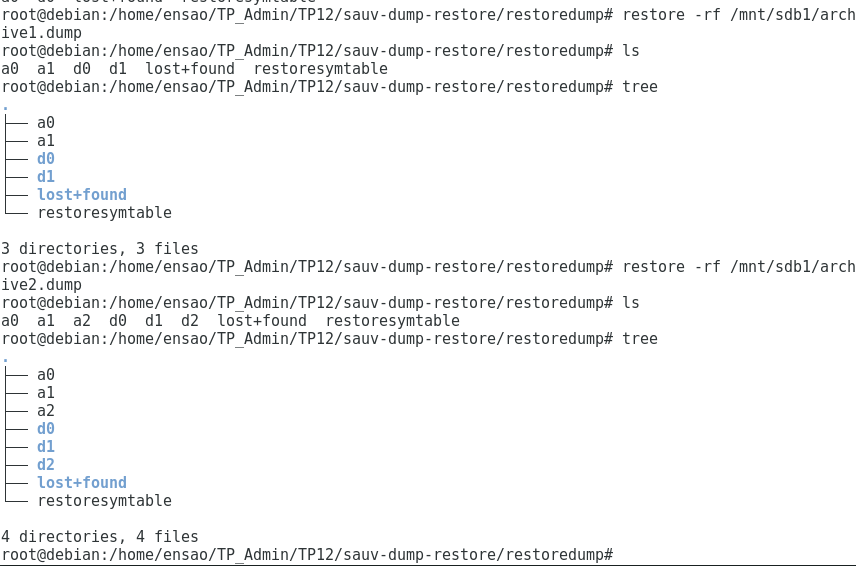 a0  a0  lost+found  restoresymtable
root@debian:/home/ensao/TP_Admin/TP12/sauv-dump-restore/restoredump# restore -rf /mnt/sdb1/arch
ive1.dump
root@debian:/home/ensao/TP_Admin/TP12/sauv-dump-restore/restoredump# ls
a0  a1  d0  d1  lost+found  restoresymtable
root@debian:/home/ensao/TP_Admin/TP12/sauv-dump-restore/restoredump# tree
.
├── a0
├── a1
├── d0
├── d1
├── lost+found
└── restoresymtable
3 directories, 3 files
root@debian:/home/ensao/TP_Admin/TP12/sauv-dump-restore/restoredump# restore -rf /mnt/sdb1/arch
ive2.dump
root@debian:/home/ensao/TP_Admin/TP12/sauv-dump-restore/restoredump# ls
a0  a1  a2  d0  d1  d2  lost+found  restoresymtable
root@debian:/home/ensao/TP_Admin/TP12/sauv-dump-restore/restoredump# tree
.
├── a0
├── a1
├── a2
├── d0
├── d1
├── d2
├── lost+found
└── restoresymtable
4 directories, 4 files
root@debian:/home/ensao/TP_Admin/TP12/sauv-dump-restore/restoredump#